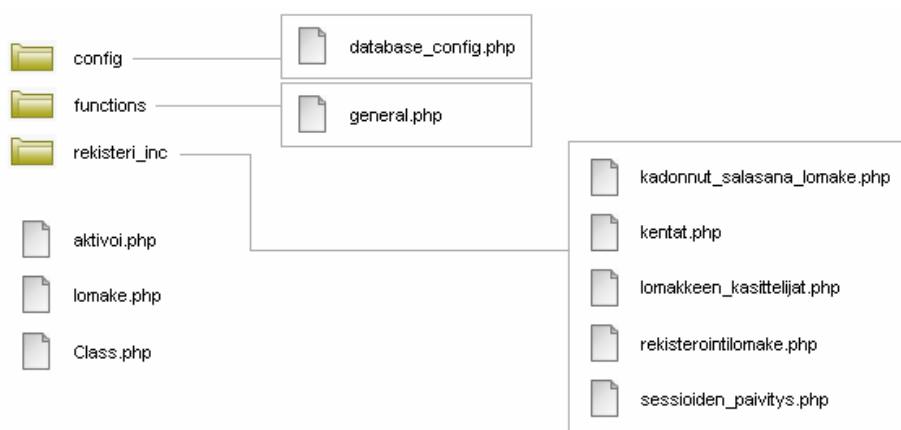 config
database_config.php
functions
general.php
rekisteri_inc
kadonnut_salasana_lomake.php
kentat.php
lomakkeen_kasittelijat.php
rekisterointilomake.php
sessioiden_paivitys.php
aktivoi.php
lomake.php
Class.php